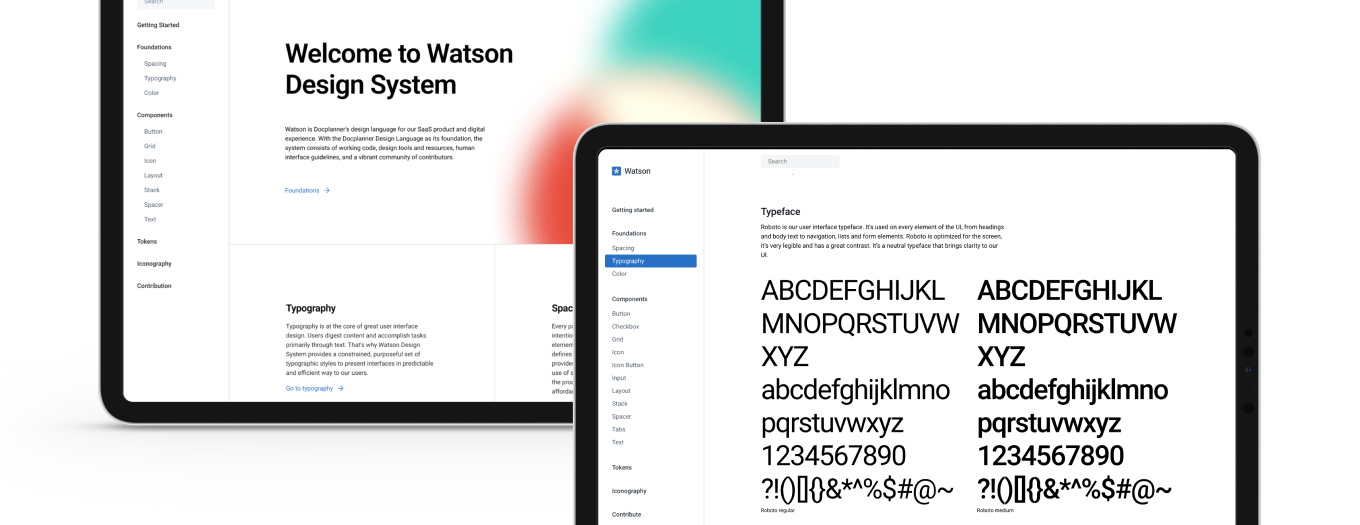 Search
Getting Started
Foundations
Spacing
Typography
Color
Components
Button
Grid
Icon
Layout
Stack
Spacer
Text
Tokens
Iconography
Contribution
Welcome to Watson
Design System
Watson is Docplanner's design language for our SaaS product and digital
experience. With the Docplanner Design Language as its foundation, the
system consists of working code, design tools and resources, human
interface guidelines, and a vibrant community of contributors.
Foundations →
Typography
Typography is at the core of great user interface
design. Users digest content and accomplish tasks
primarily through text. That's why Watson Design
System provides a constrained, purposeful set of
typographic styles to present interfaces in predictable
and efficient way to our users.
Go to typography →
Spac
Every pa
intentio
element
defines
provide
use of s
the proc
affordan
Watson
Getting started
Foundations
Spacing
Typography
Color
Components
Button
Checkbox
Grid
Icon
Icon Button
Input
Layout
Stack
Spacer
Tabs
Text
Tokens
Iconography
Contribute
Search
Typeface
Roboto is our user interface typeface. It's used on every element of the UI, from headings
and body text to navigation, lists and form elements. Roboto is optimized for the screen,
it's very legible and has a great contrast. It's a neutral typeface that brings clarity to our
UI.
ABCDEFGHIJKL
MNOPQRSTUVW
XYZ
abcdefghijklmno
pqrstuvwxyz
1234567890
?!()[]{}&*^%$#@~
Roboto regular
ABCDEFGHIJKL
MNOPQRSTUVW
XYZ
abcdefghijklmno
pqrstuvwxyz
1234567890
?!()[]{}&*^%$#@~
Roboto medium